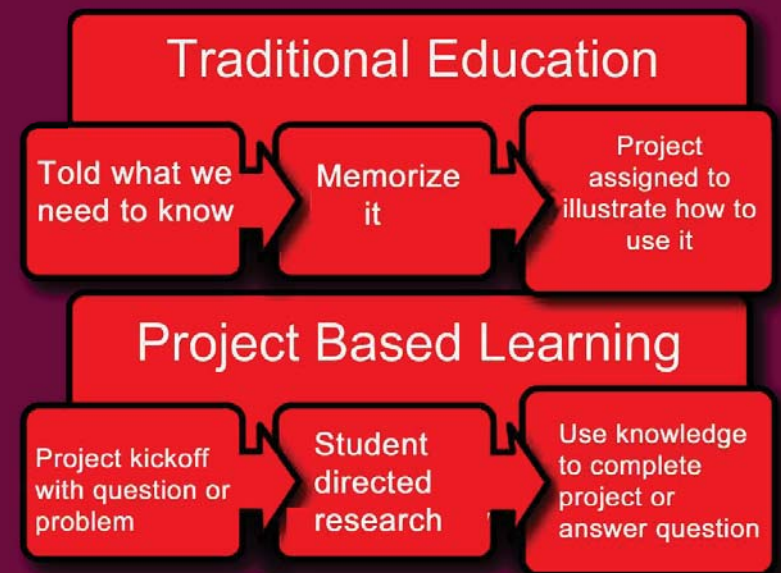 Traditional Education
Told what we
need to know
Memorize
it
Project
assigned to
illustrate how to
use it
Project Based Learning
Project kickoff
with question or
problem
Student
directed
research
Use knowledge
to complete
project or
answer question